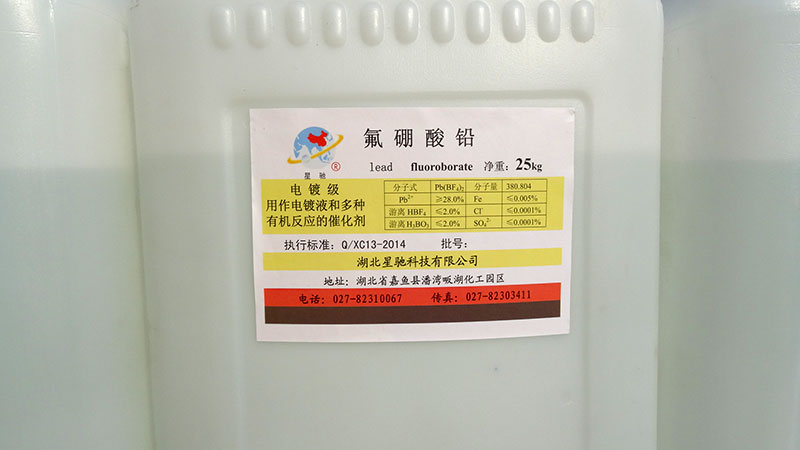 氟硼酸铅
星驰 ®
lead fluoroborate 净重：25kg
电镀级
用作电镀液和多种
有机反应的催化剂
分子式 Pb(BF₄)₂ 分子量 380.804
Pb²⁺ ≥28.0% Fe ≤0.005%
游离 HBF₄ ≤2.0% Cl⁻ ≤0.0001%
游离 H₃BO₃ ≤2.0% SO₄²⁻ ≤0.0001%
执行标准：Q/XC13-2014 批号：
湖北星驰科技有限公司
地址：湖北省嘉鱼县潘湾畈湖化工园区
电话：027-82310067 传真：027-82303411